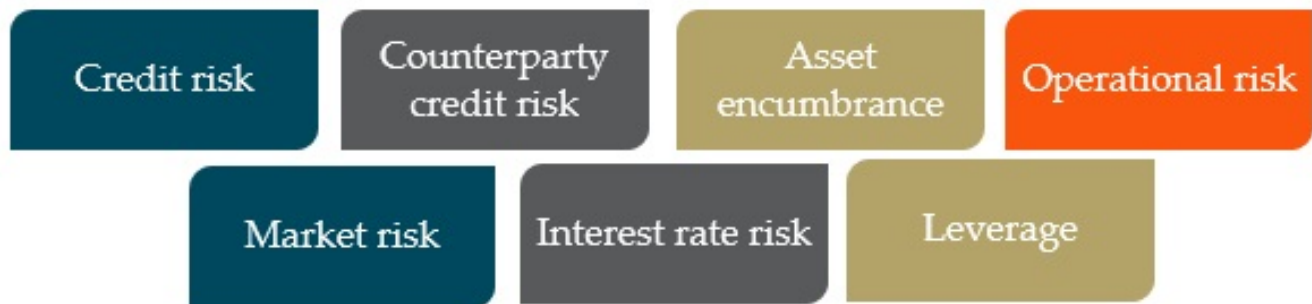 Credit risk
Counterparty
credit risk
Asset
encumbrance
Operational risk
Market risk
Interest rate risk
Leverage